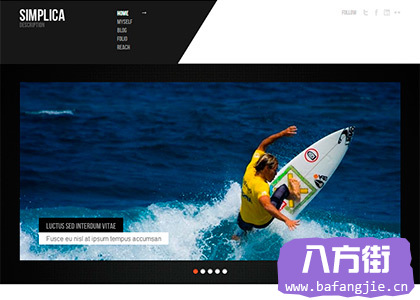 SIMPLICA
DESCRIPTION
HOME
MYSELF
BLOG
FOLIO
REACH
FOLLOW
LUCTUS SED INTERDUM VITAE
Fusce eu nisl at ipsum tempus accumsan
八方街
www.bafangjie.cn